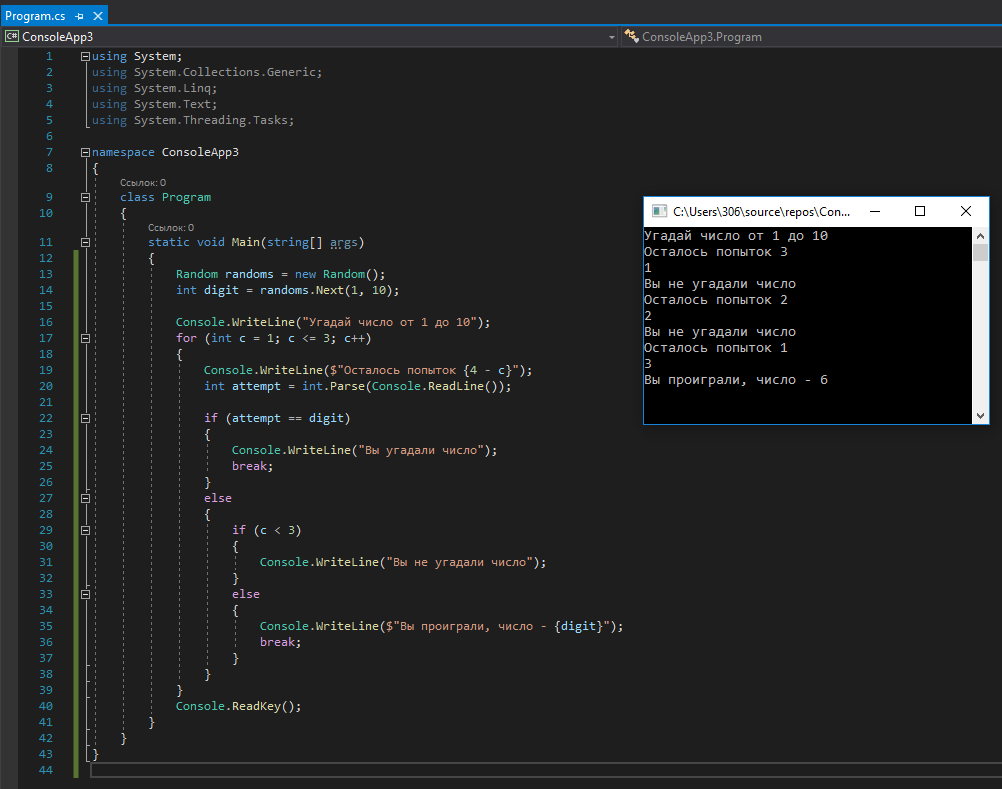 Program.cs
C# ConsoleApp3
ConsoleApp3.Program
1 using System;
2 using System.Collections.Generic;
3 using System.Linq;
4 using System.Text;
5 using System.Threading.Tasks;
6
7 namespace ConsoleApp3
8 {
Ссылок: 0
9 class Program
10 {
Ссылок: 0
11 static void Main(string[] args)
12 {
13 Random randoms = new Random();
14 int digit = randoms.Next(1, 10);
15
16 Console.WriteLine("Угадай число от 1 до 10");
17 for (int c = 1; c <= 3; c++)
18 {
19 Console.WriteLine($"Осталось попыток {4 - c}");
20 int attempt = int.Parse(Console.ReadLine());
21
22 if (attempt == digit)
23 {
24 Console.WriteLine("Вы угадали число");
25 break;
26 }
27 else
28 {
29 if (c < 3)
30 {
31 Console.WriteLine("Вы не угадали число");
32 }
33 else
34 {
35 Console.WriteLine($"Вы проиграли, число - {digit}");
36 break;
37 }
38 }
39 }
40 Console.ReadKey();
41 }
42 }
43 }
44
C:\Users\306\source\repos\Con...
Угадай число от 1 до 10
Осталось попыток 3
1
Вы не угадали число
Осталось попыток 2
2
Вы не угадали число
Осталось попыток 1
3
Вы проиграли, число - 6